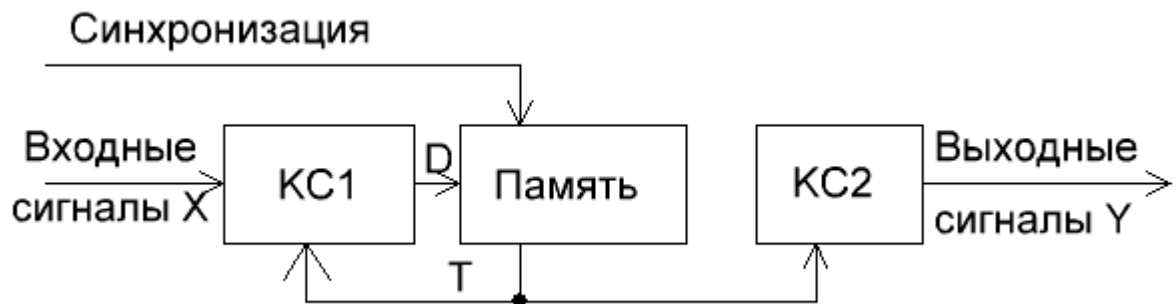 Синхронизация
Входные
сигналы X
КС1
D
Память
КС2
Выходные
сигналы Y
T